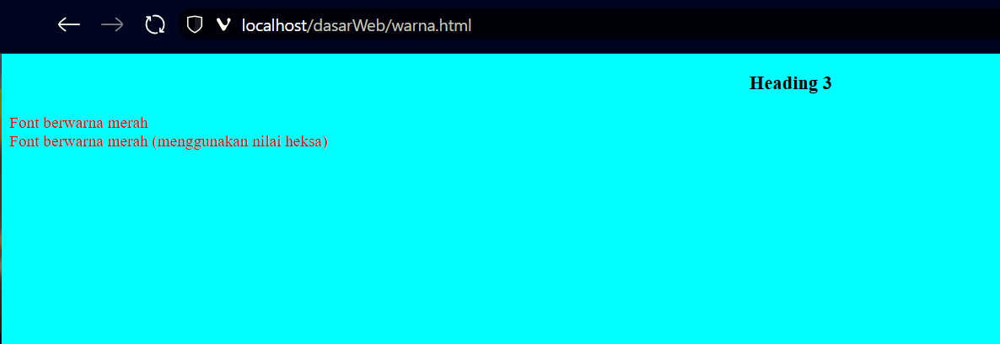 localhost/dasarWeb/warna.html
Heading 3
Font berwarna merah
Font berwarna merah (menggunakan nilai heksa)